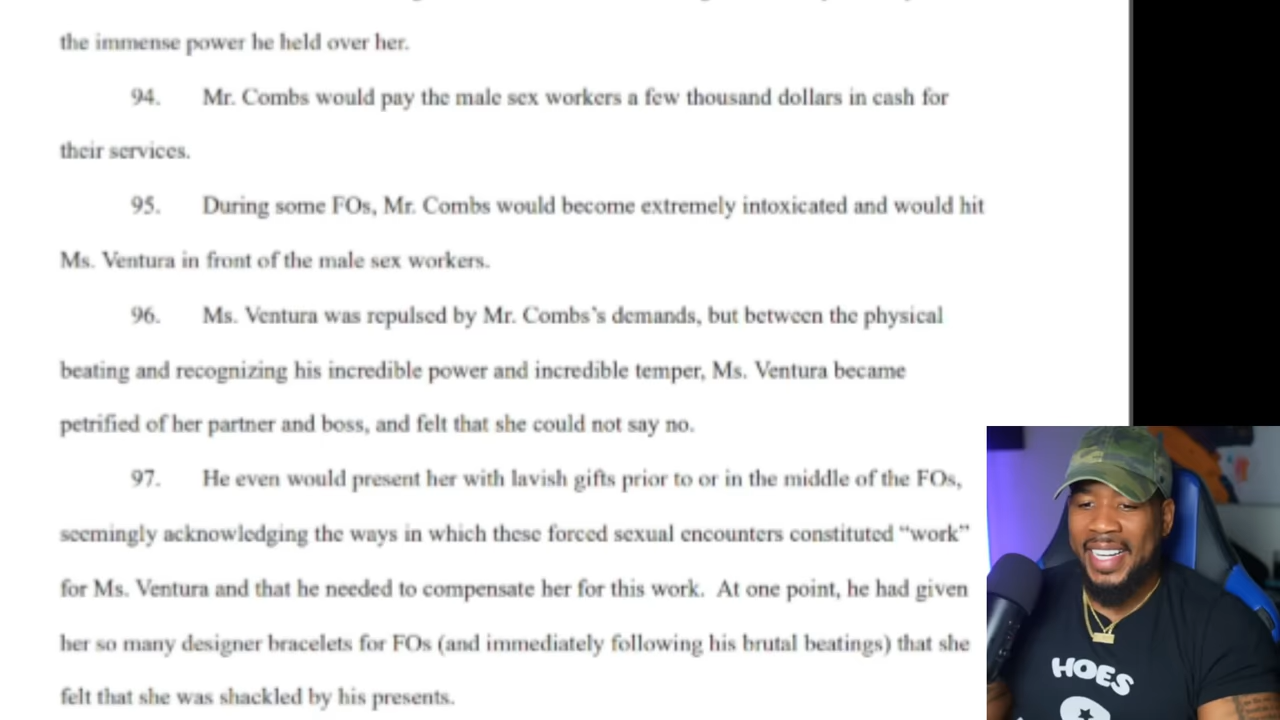 the immense power he held over her.
94. Mr. Combs would pay the male sex workers a few thousand dollars in cash for
their services.
95. During some FOs, Mr. Combs would become extremely intoxicated and would hit
Ms. Ventura in front of the male sex workers.
96. Ms. Ventura was repulsed by Mr. Combs's demands, but between the physical
beating and recognizing his incredible power and incredible temper, Ms. Ventura became
petrified of her partner and boss, and felt that she could not say no.
97. He even would present her with lavish gifts prior to or in the middle of the FOs,
seemingly acknowledging the ways in which these forced sexual encounters constituted “work”
for Ms. Ventura and that he needed to compensate her for this work. At one point, he had given
her so many designer bracelets for FOs (and immediately following his brutal beatings) that she
felt that she was shackled by his presents.
HOES